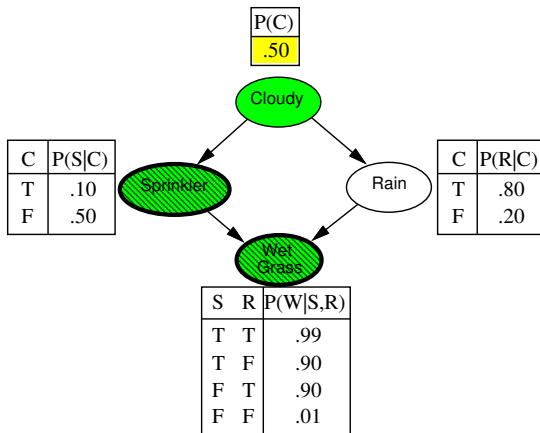 P(C)
.50
Cloudy
C P(S|C)
T .10
F .50
Sprinkler
Rain
C P(R|C)
T .80
F .20
Wet
Grass
S R P(W|S,R)
T T .99
T F .90
F T .90
F F .01